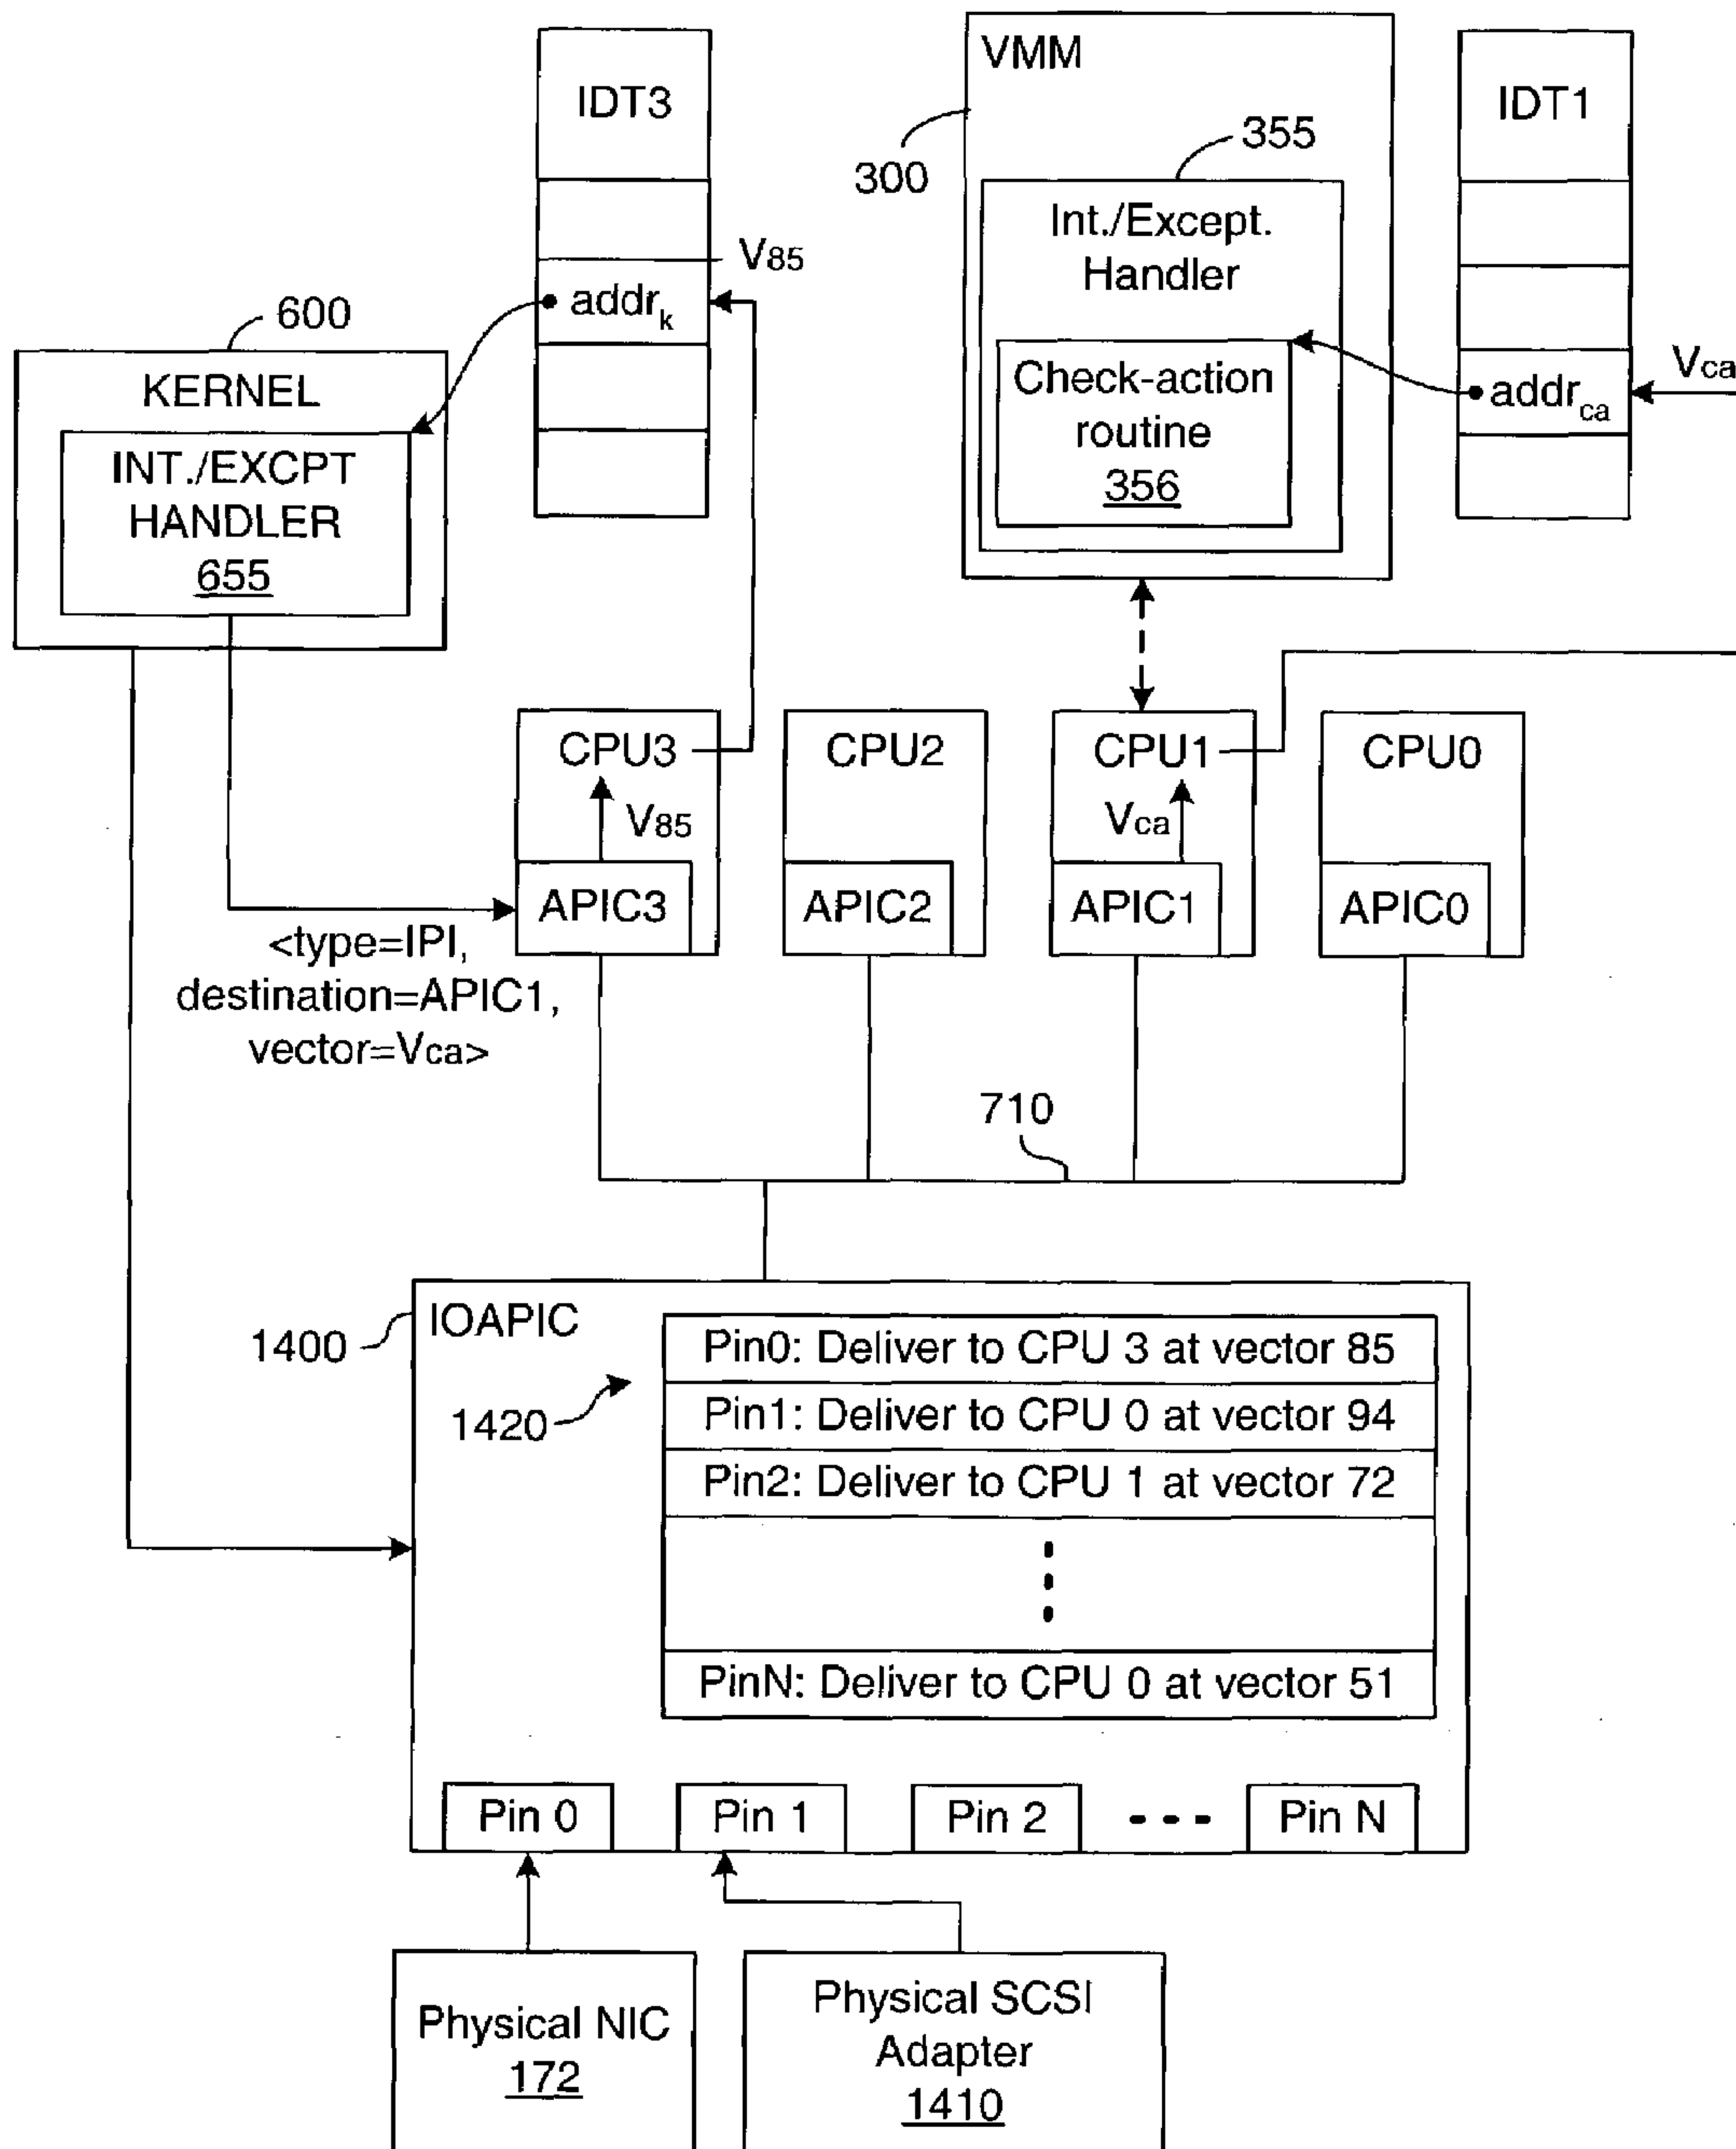 IDT3
V85
addrk
600
KERNEL
INT./EXCPT
HANDLER
655
VMM
300
355
Int./Except.
Handler
Check-action
routine
356
IDT1
Vca
addrca
CPU3
V85
APIC3
CPU2
APIC2
CPU1
Vca
APIC1
CPU0
APIC0
<type=IPI,
destination=APIC1,
vector=Vca>
710
1400
IOAPIC
1420
Pin0: Deliver to CPU 3 at vector 85
Pin1: Deliver to CPU 0 at vector 94
Pin2: Deliver to CPU 1 at vector 72
PinN: Deliver to CPU 0 at vector 51
Pin 0
Pin 1
Pin 2
Pin N
Physical NIC
172
Physical SCSI
Adapter
1410